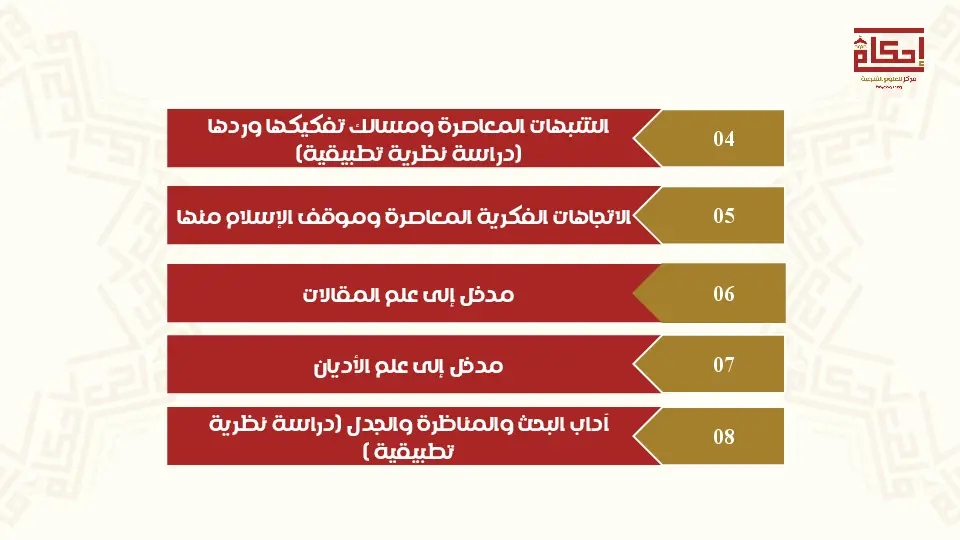 إحكام
مركز للعلوم الشرعية
04
الشبهات المعاصرة ومسالك تفكيكها وردها
(دراسة نظرية تطبيقية)
05
الاتجاهات الفكرية المعاصرة وموقف الإسلام منها
06
مدخل إلى علم المقالات
07
مدخل إلى علم الأديان
08
آداب البحث والمناظرة والجدل (دراسة نظرية
تطبيقية )